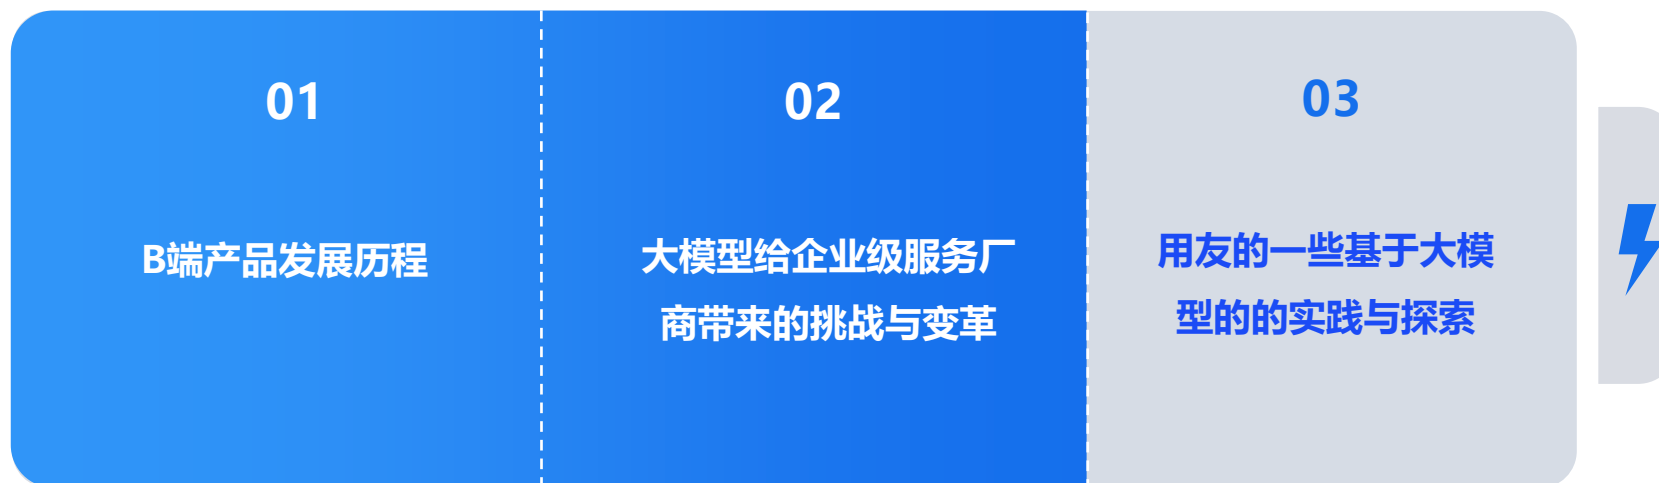 01
B端产品发展历程
02
大模型给企业级服务厂
商带来的挑战与变革
03
用友的一些基于大模
型的的实践与探索